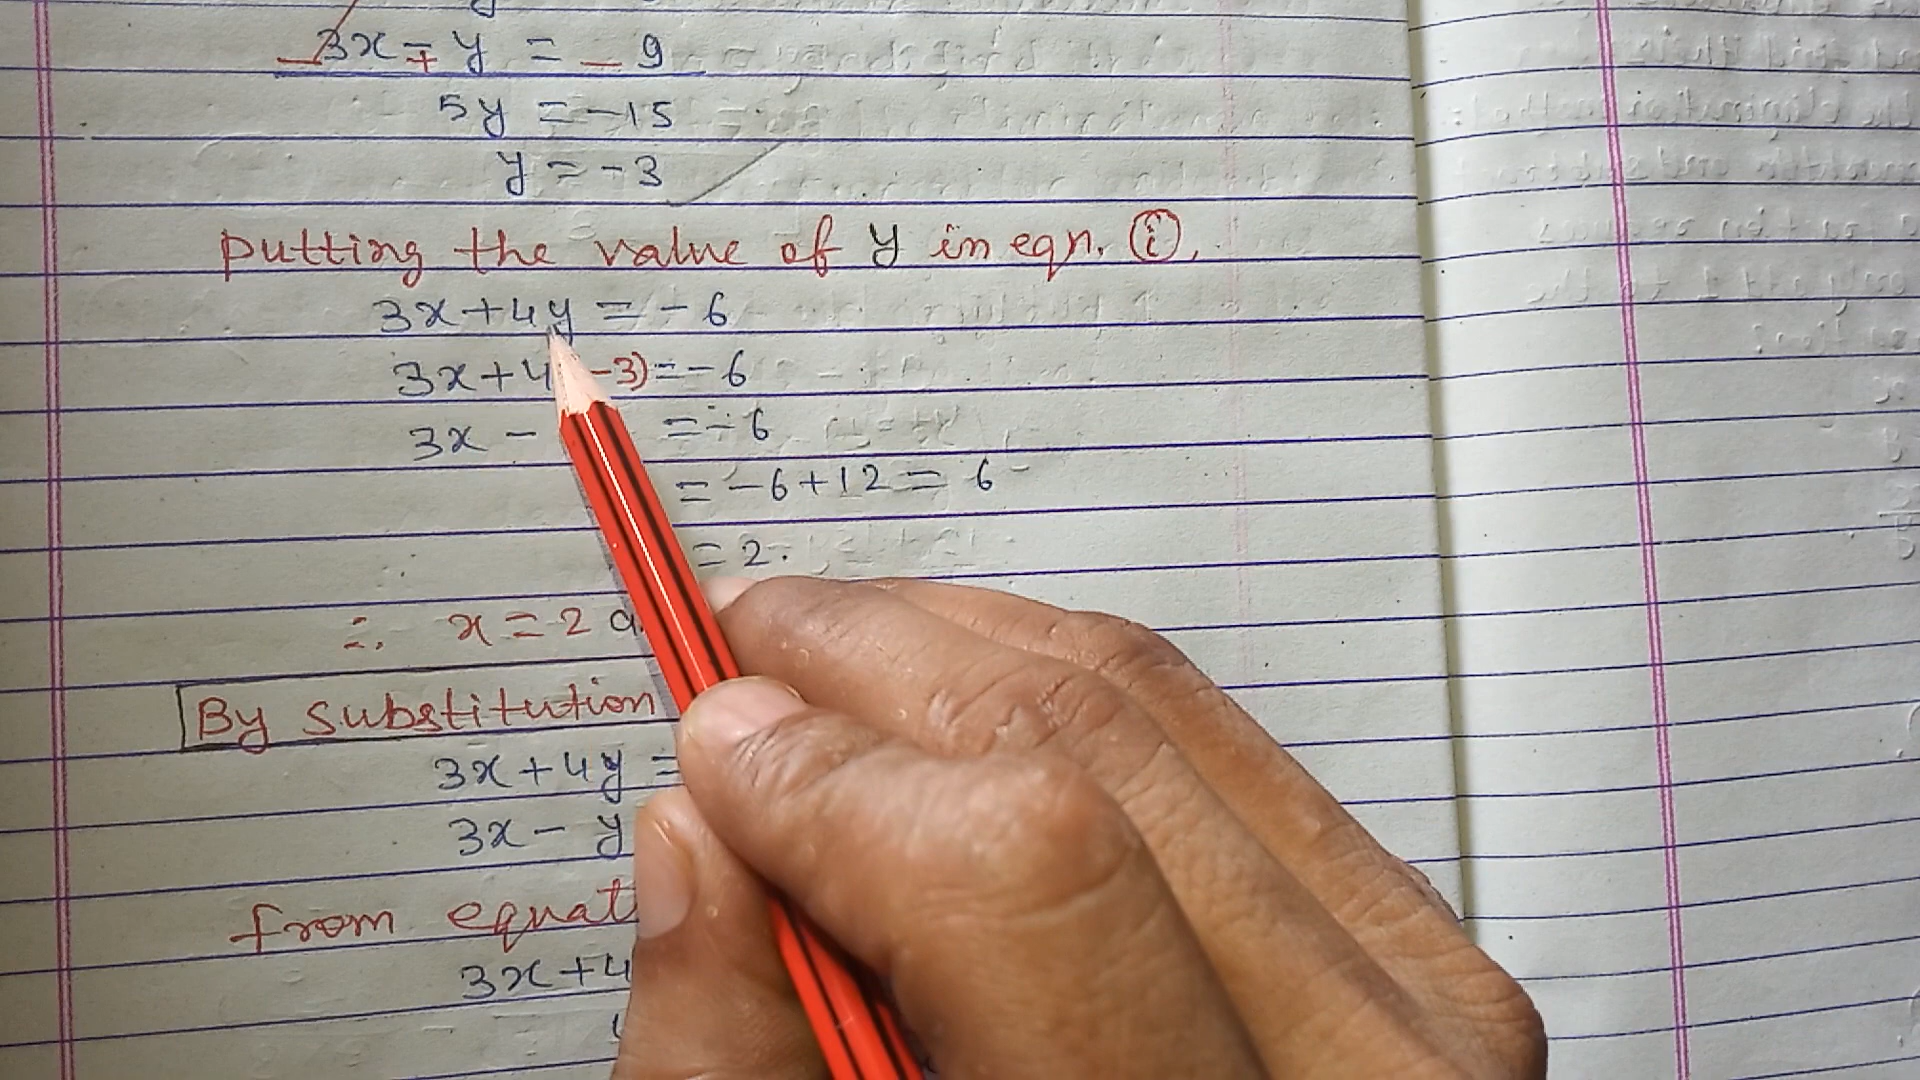 3x - y = 9
5y = -15
y = -3
putting the value of y in eqn. (i),
3x + 4y = -6
3x + 4 -3) = -6
3x - = -6
= -6 + 12 = 6
= 2.
∴ x = 2
By substitution
3x + 4y =
3x - y
from
3x + 4